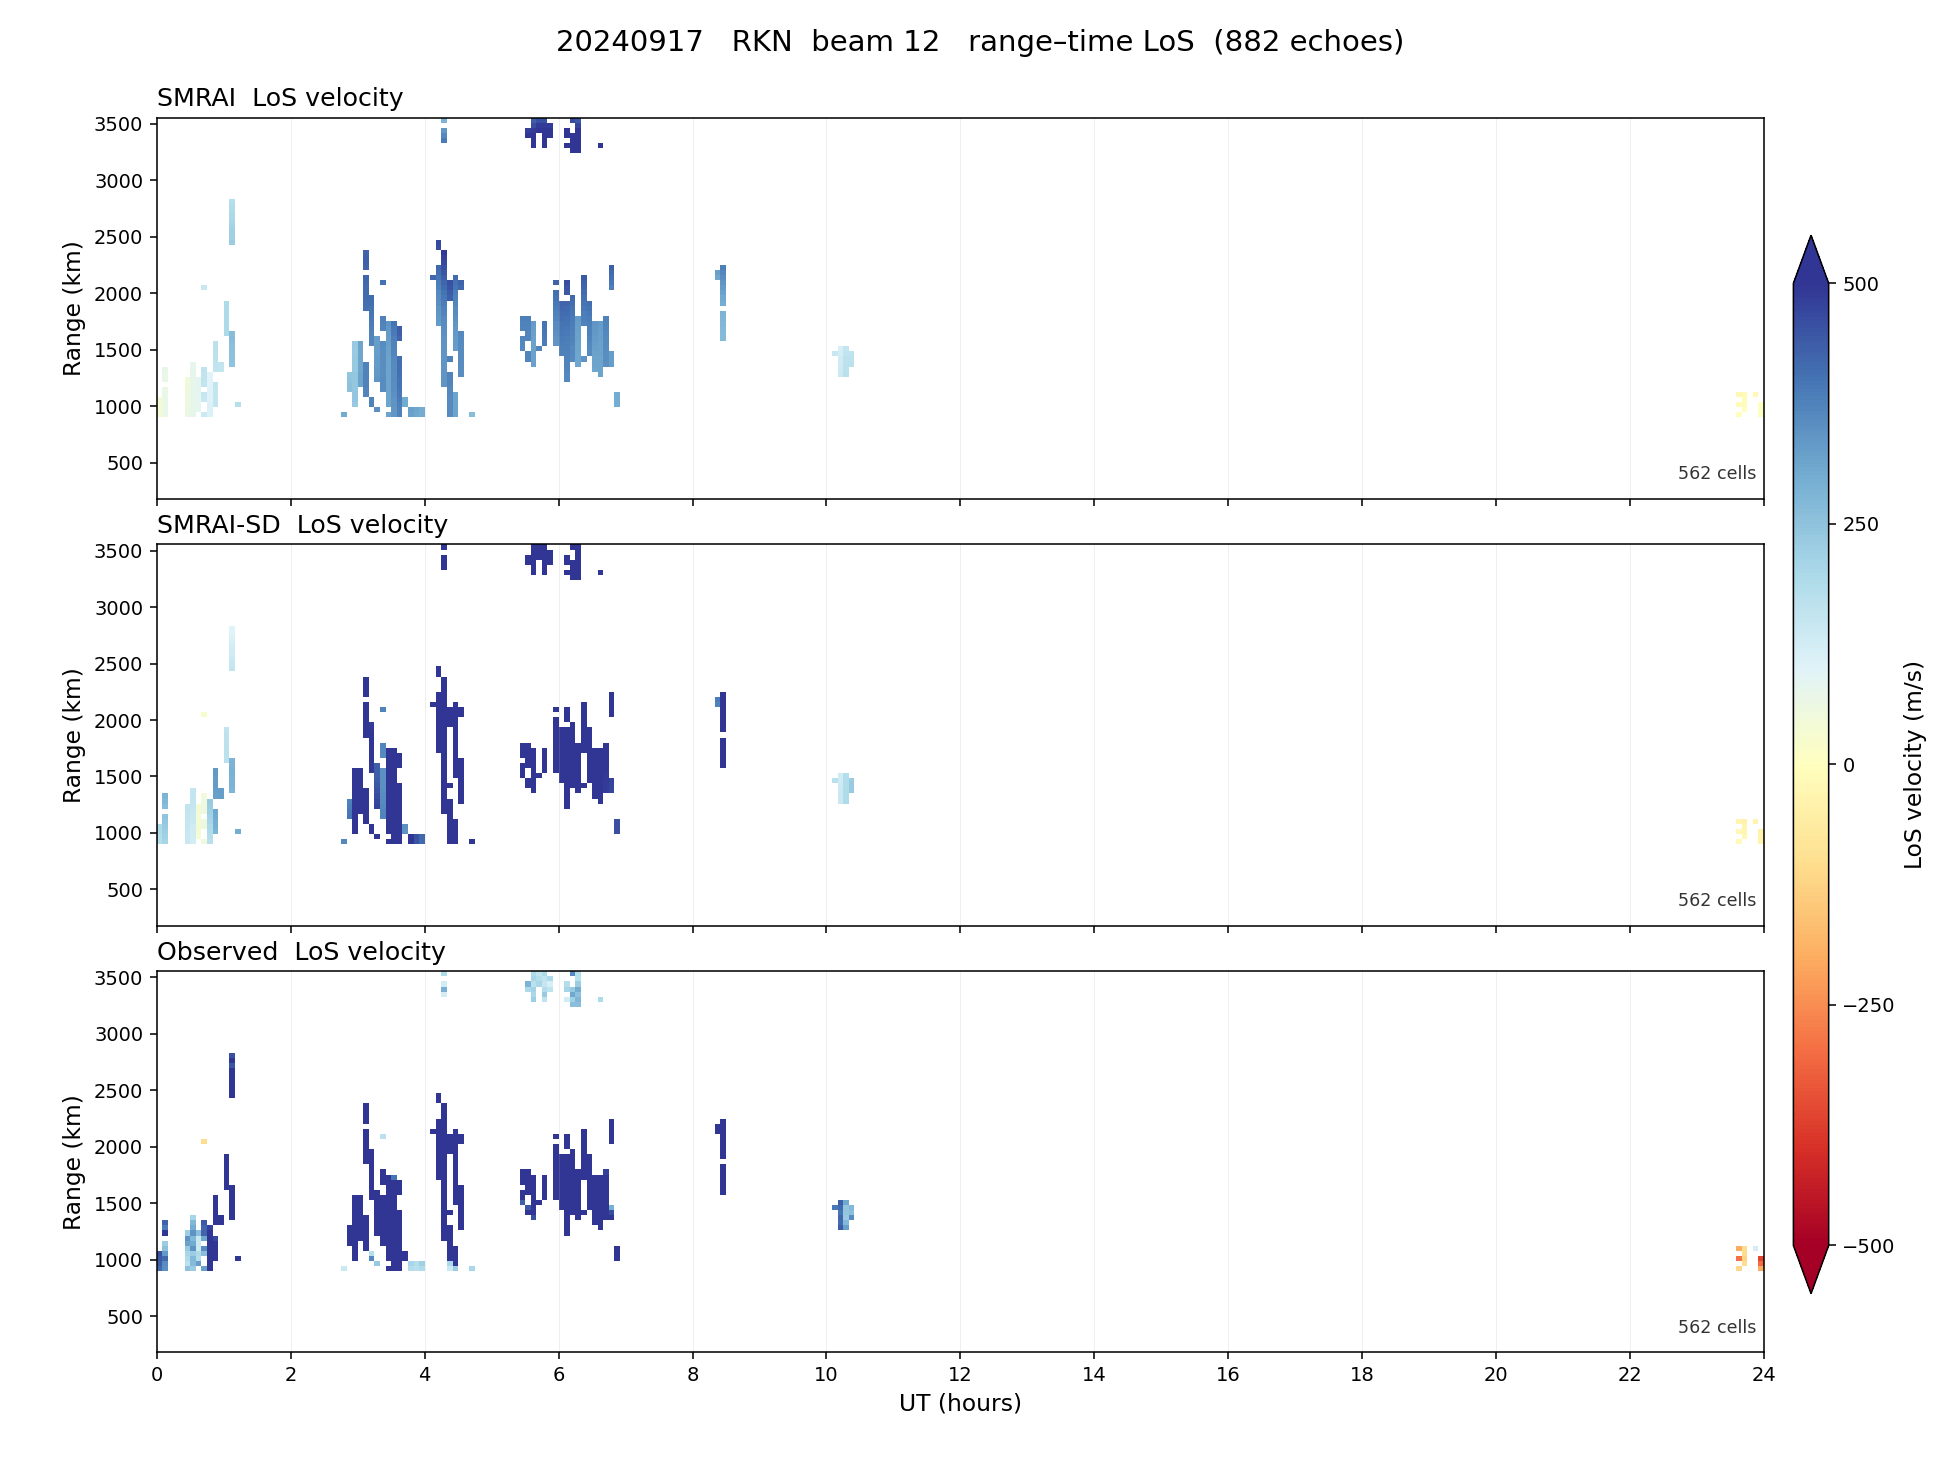 20240917   RKN  beam 12   range–time LoS  (882 echoes)
SMRAI  LoS velocity
3500
3000
2500
2000
1500
1000
500
Range (km)
562 cells
SMRAI-SD  LoS velocity
3500
3000
2500
2000
1500
1000
500
Range (km)
562 cells
Observed  LoS velocity
3500
3000
2500
2000
1500
1000
500
Range (km)
562 cells
0 2 4 6 8 10 12 14 16 18 20 22 24
UT (hours)
500
250
0
−250
−500
LoS velocity (m/s)